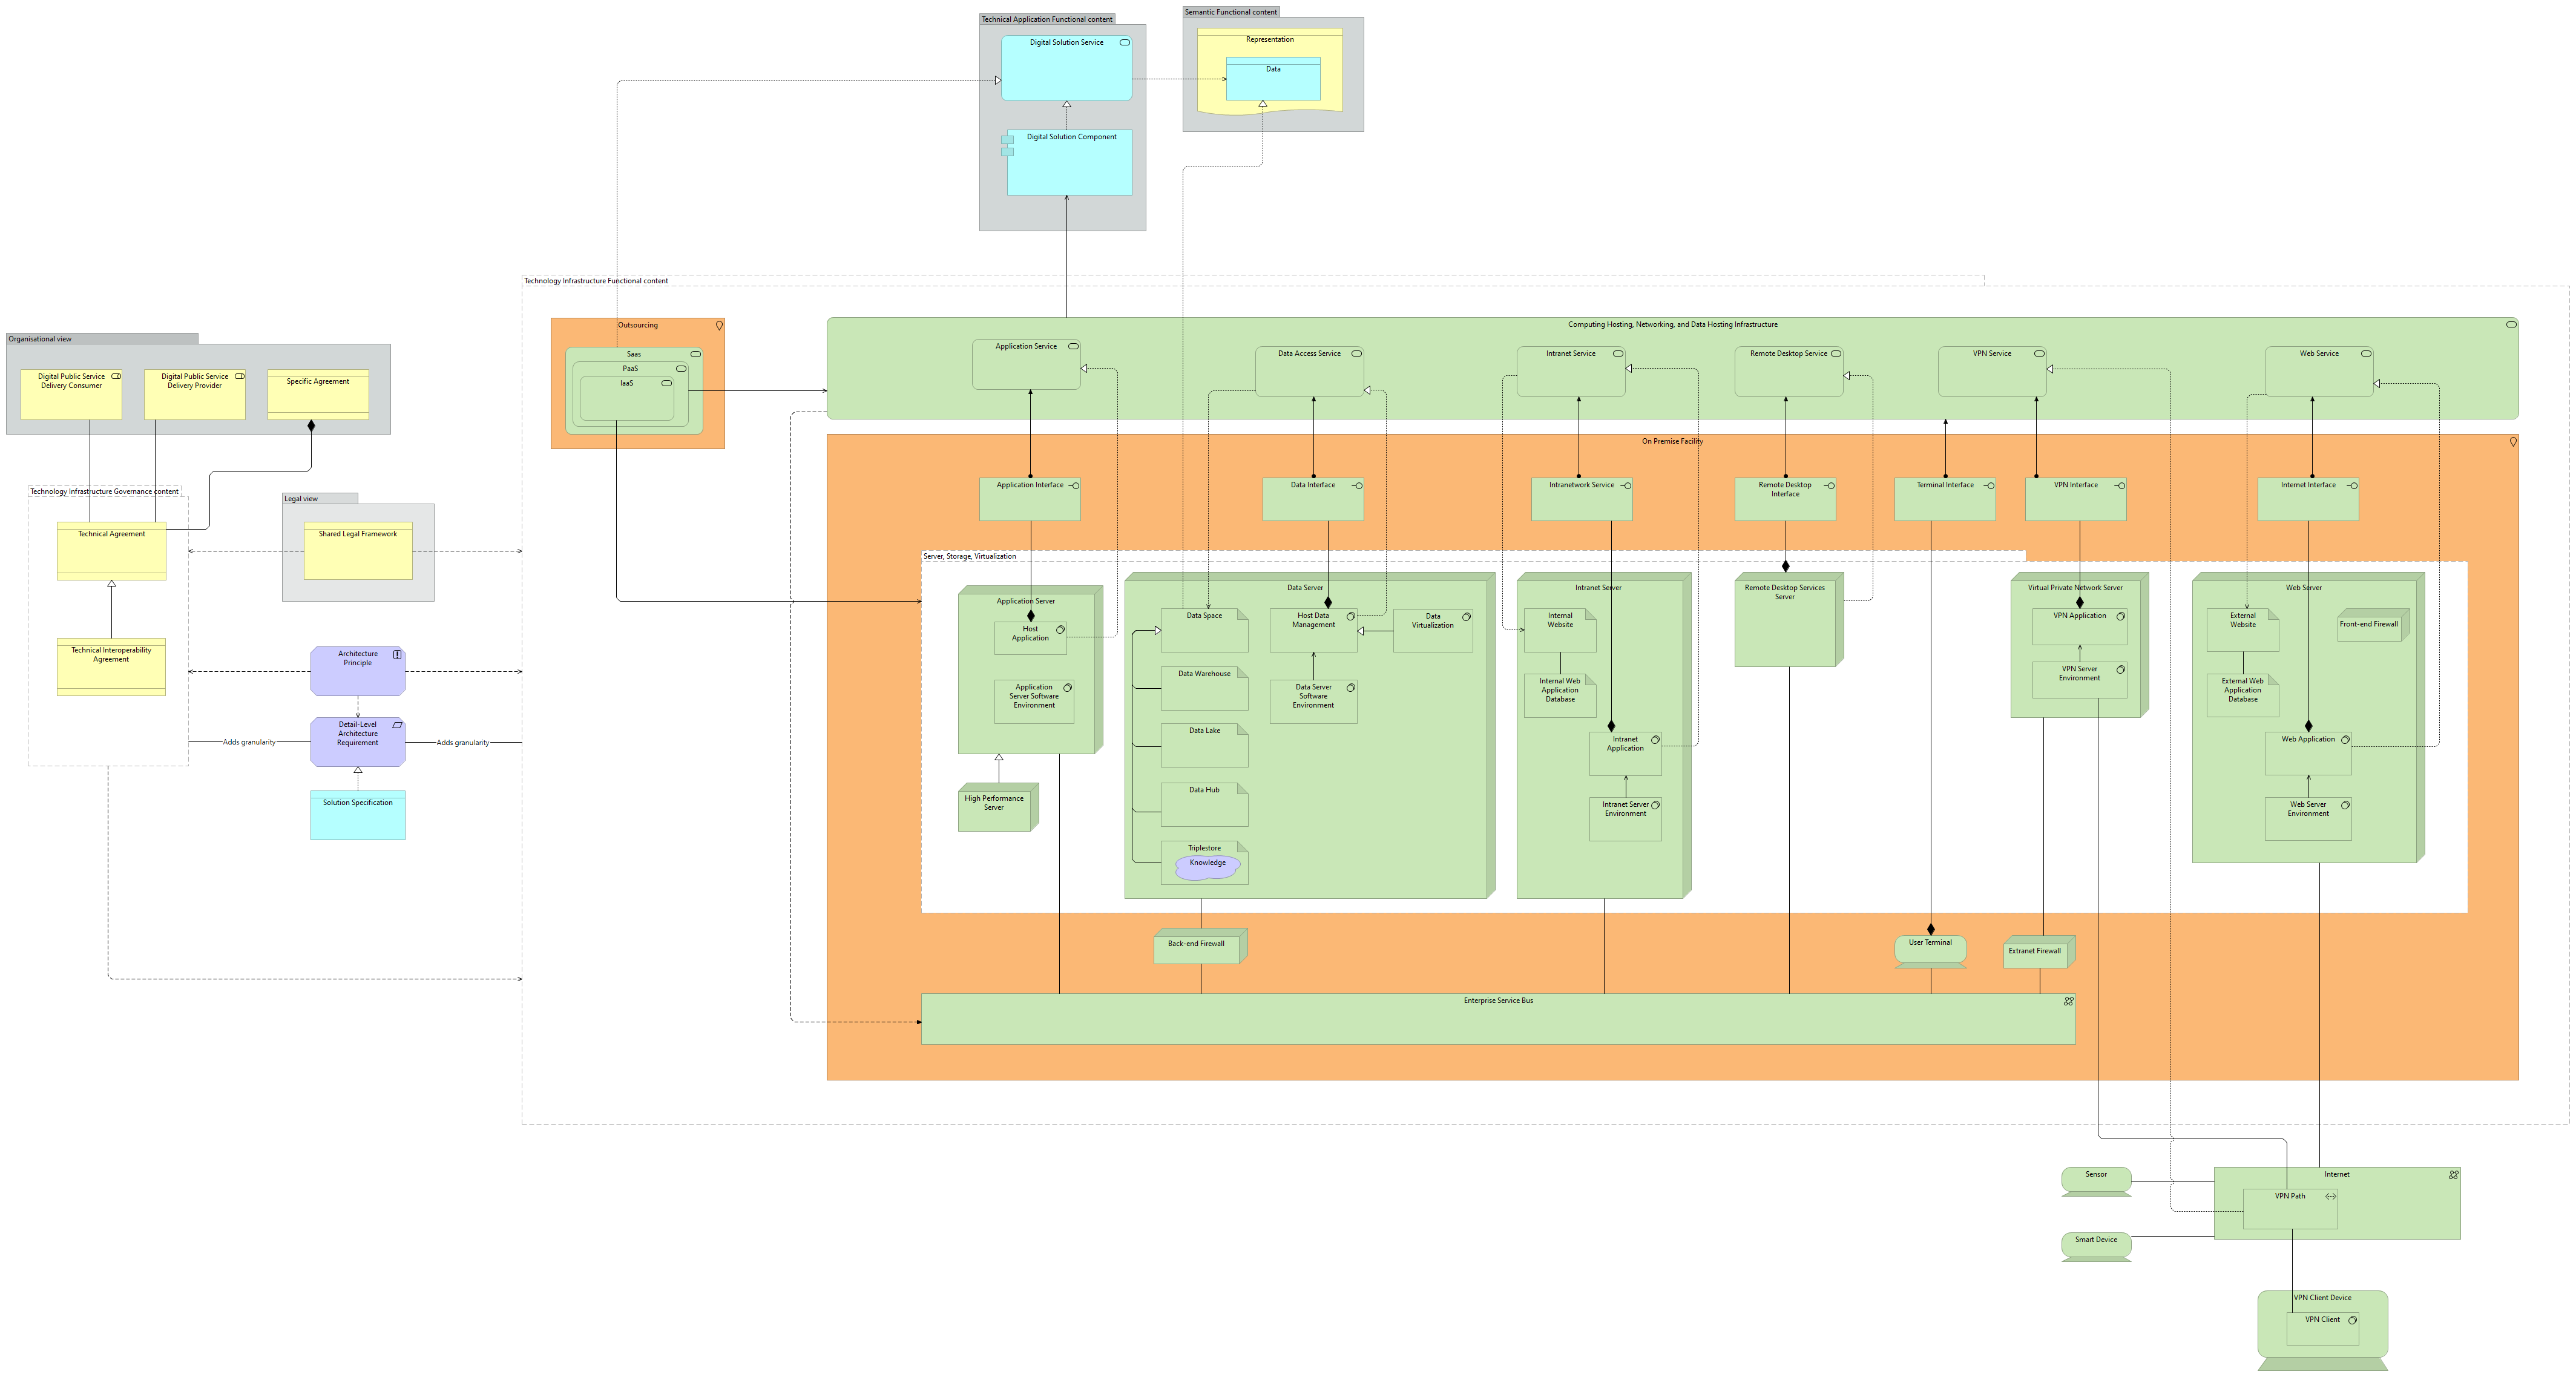 Technical Application Functional content
Digital Solution Service
Digital Solution Component
Semantic Functional content
Representation
Data
Technology Infrastructure Functional content
Organisational view
Digital Public Service
Delivery Consumer
Digital Public Service
Delivery Provider
Specific Agreement
Technology Infrastructure Governance content
Technical Agreement
Technical Interoperability
Agreement
Legal view
Shared Legal Framework
Architecture
Principle
Detail-Level
Architecture
Requirement
Adds granularity
Adds granularity
Solution Specification
Outsourcing
Saas
PaaS
IaaS
Computing Hosting, Networking, and Data Hosting Infrastructure
Application Service
Data Access Service
Intranet Service
Remote Desktop Service
VPN Service
Web Service
On Premise Facility
Application Interface
Data Interface
Intranetwork Service
Remote Desktop
Interface
Terminal Interface
VPN Interface
Internet Interface
Server, Storage, Virtualization
Application Server
Host
Application
Application
Server Software
Environment
High Performance
Server
Data Server
Data Space
Data Warehouse
Data Lake
Data Hub
Triplestore
Knowledge
Host Data
Management
Data
Virtualization
Data Server
Software
Environment
Intranet Server
Internal
Website
Internal Web
Application
Database
Intranet
Application
Intranet Server
Environment
Remote Desktop Services
Server
Virtual Private Network Server
VPN Application
VPN Server
Environment
Web Server
External
Website
Front-end Firewall
External Web
Application
Database
Web Application
Web Server
Environment
Back-end Firewall
User Terminal
Extranet Firewall
Enterprise Service Bus
Sensor
Smart Device
Internet
VPN Path
VPN Client Device
VPN Client